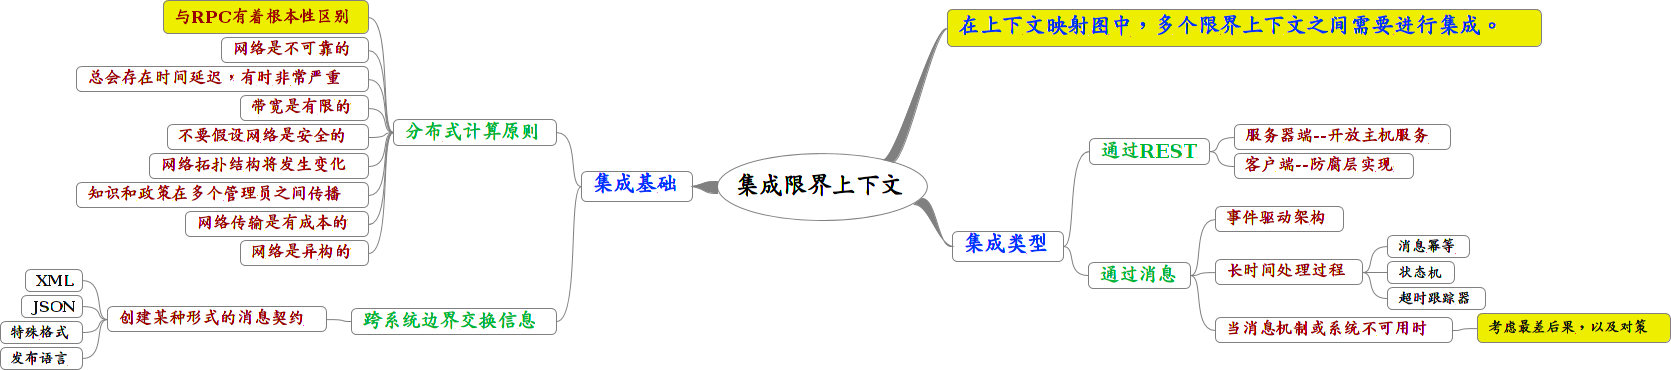 集成限界上下文
在上下文映射图中，多个限界上下文之间需要进行集成。
集成基础
分布式计算原则
与RPC有着根本性区别
网络是不可靠的
总会存在时间延迟，有时非常严重
带宽是有限的
不要假设网络是安全的
网络拓扑结构将发生变化
知识和政策在多个管理员之间传播
网络传输是有成本的
网络是异构的
跨系统边界交换信息
创建某种形式的消息契约
XML
JSON
特殊格式
发布语言
集成类型
通过REST
服务器端--开放主机服务
客户端--防腐层实现
通过消息
事件驱动架构
长时间处理过程
消息幂等
状态机
超时跟踪器
当消息机制或系统不可用时
考虑最差后果，以及对策